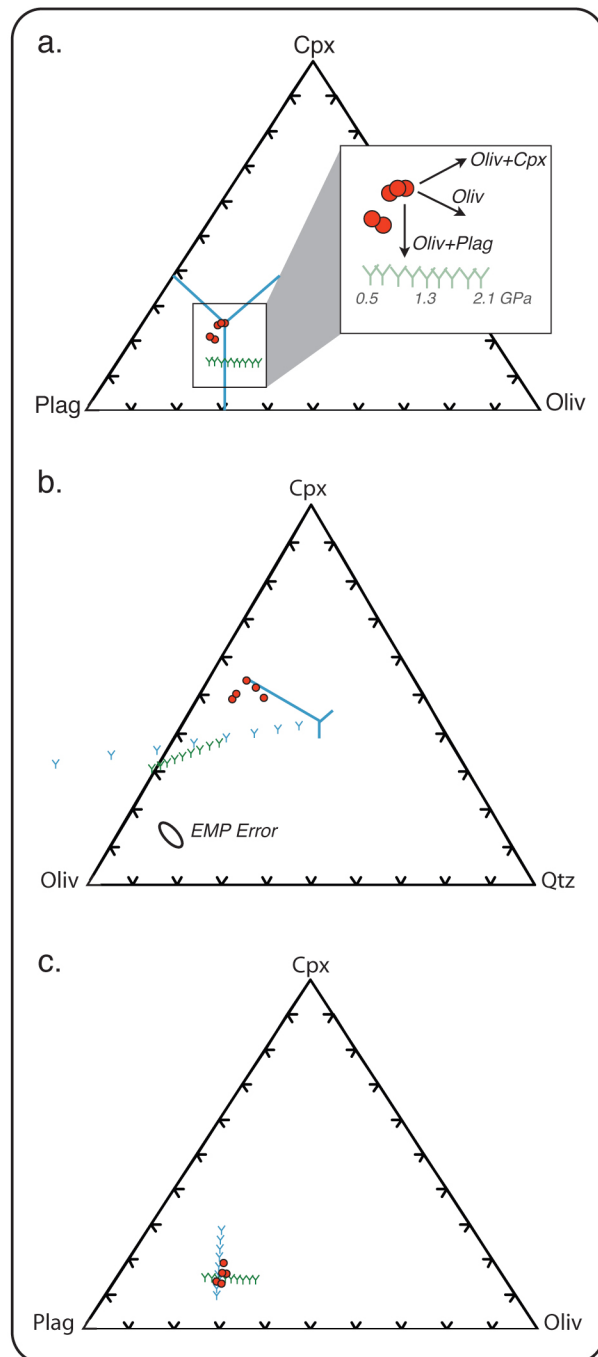 a.
Cpx
Oliv+Cpx
Oliv
Oliv+Plag
0.5 1.3 2.1 GPa
Plag
Oliv
b.
Cpx
EMP Error
Oliv
Qtz
c.
Cpx
Plag
Oliv